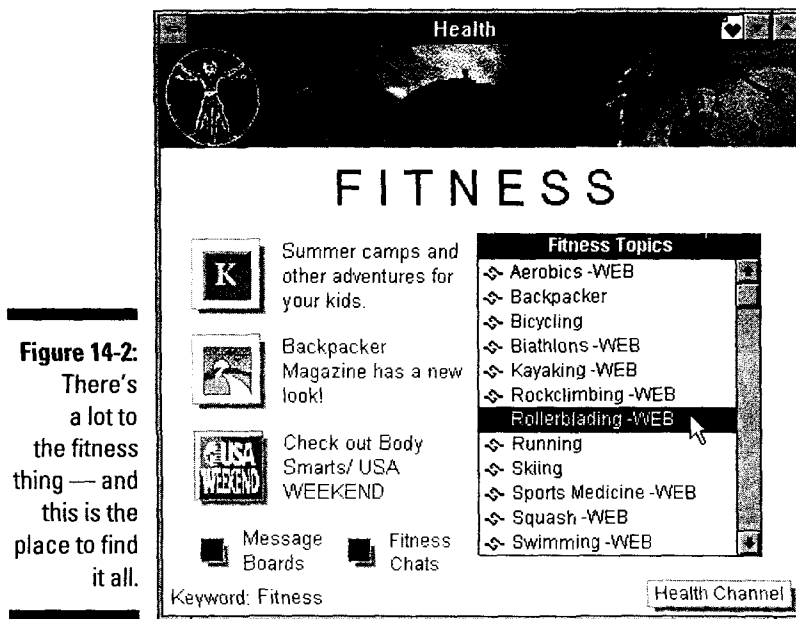 Health
FITNESS
K
Summer camps and
other adventures for
your kids.
Backpacker
Magazine has a new
look!
USA
WEEKEND
Check out Body
Smarts/ USA
WEEKEND
Message
Boards
Fitness
Chats
Keyword: Fitness
Fitness Topics
Aerobics -WEB
Backpacker
Bicycling
Biathlons -WEB
Kayaking -WEB
Rockclimbing -WEB
Rollerblading -WEB
Running
Skiing
Sports Medicine -WEB
Squash -WEB
Swimming -WEB
Health Channel
Figure 14-2:
There's
a lot to
the fitness
thing — and
this is the
place to find
it all.